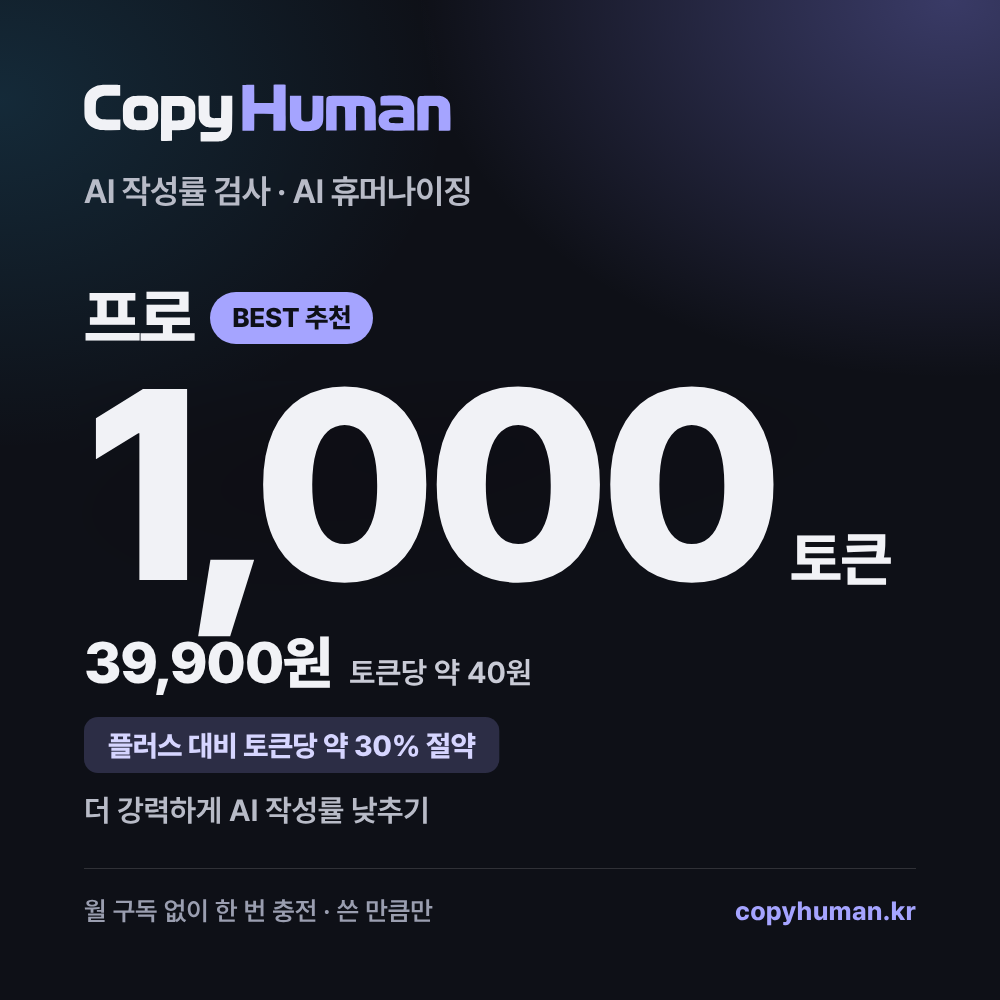 CopyHuman
AI 작성률 검사 · AI 휴머나이징
프로 BEST 추천
1,000 토큰
39,900원 토큰당 약 40원
플러스 대비 토큰당 약 30% 절약
더 강력하게 AI 작성률 낮추기
월 구독 없이 한 번 충전 · 쓴 만큼만 copyhuman.kr